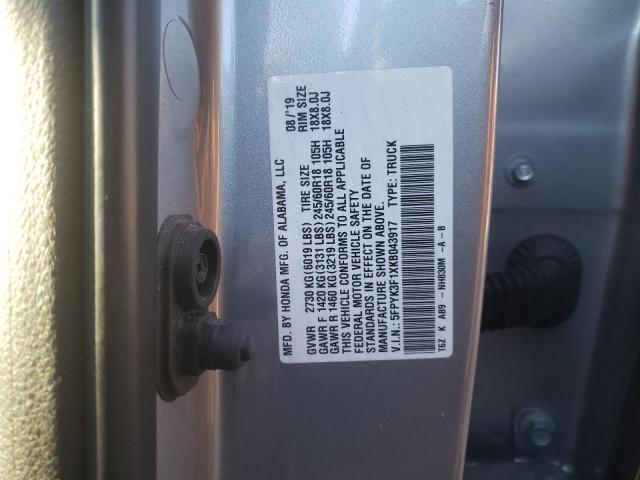 MFD. BY HONDA MFG. OF ALABAMA, LLC 08/'19
GVWR 2730 KG (6019 LBS) TIRE SIZE RIM SIZE
GAWR F 1420 KG (3131 LBS) 245/60R18 105H 18X8.0J
GAWR R 1460 KG (3219 LBS) 245/60R18 105H 18X8.0J
THIS VEHICLE CONFORMS TO ALL APPLICABLE
FEDERAL MOTOR VEHICLE SAFETY
STANDARDS IN EFFECT ON THE DATE OF
MANUFACTURE SHOWN ABOVE.
V.I.N.: 5FPYK3F1XKB043917 TYPE: TRUCK
T6Z K A89 - NH830M -A-B